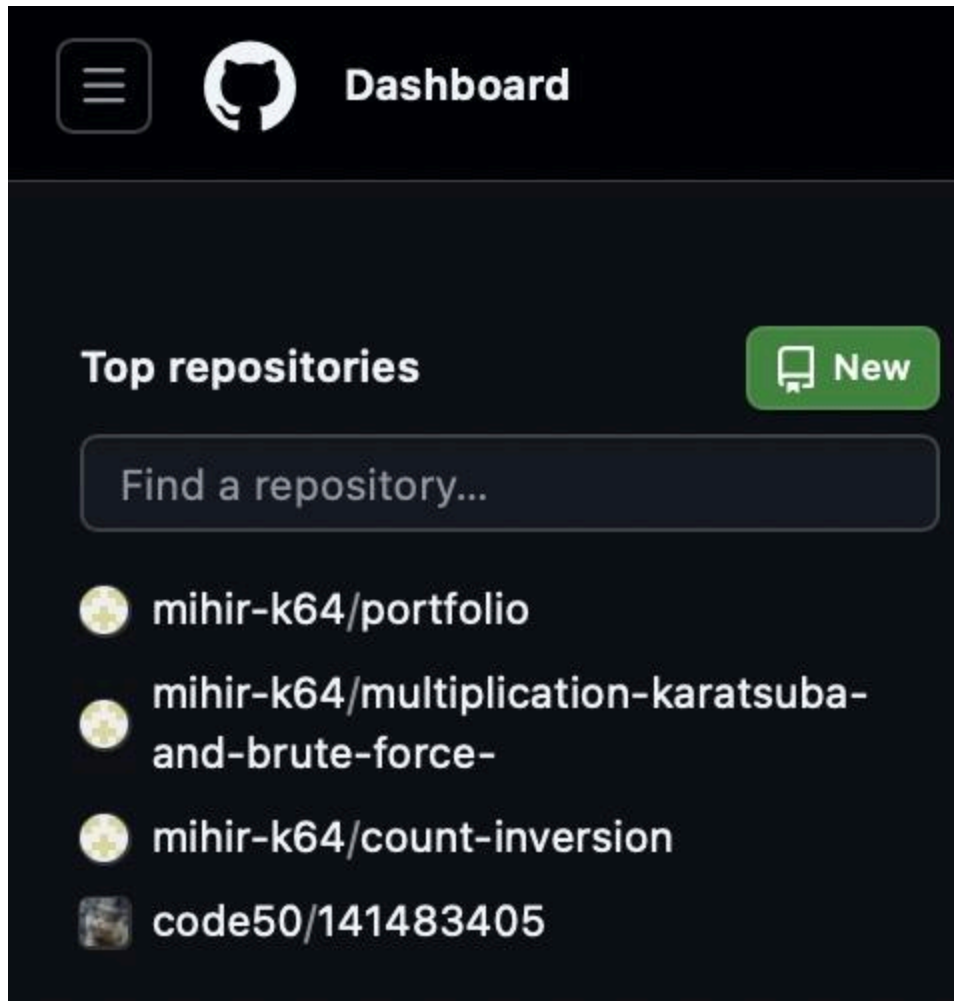 Dashboard
Top repositories
New
Find a repository...
mihir-k64/portfolio
mihir-k64/multiplication-karatsuba-
and-brute-force-
mihir-k64/count-inversion
code50/141483405